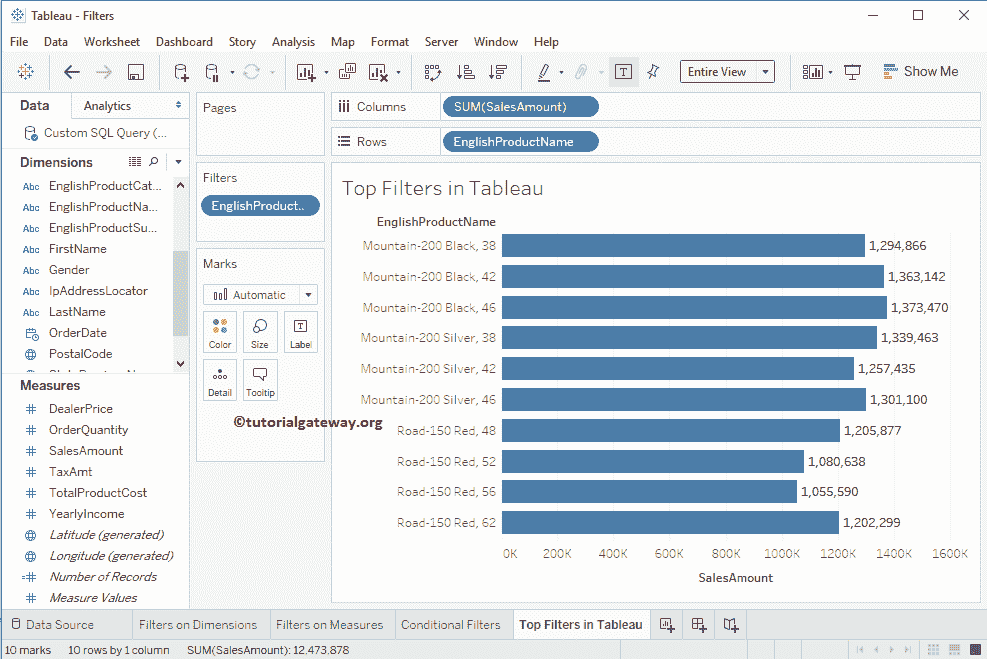 Tableau - Filters
File Data Worksheet Dashboard Story Analysis Map Format Server Window Help
Entire View
Show Me
Data
Analytics
Custom SQL Query (...
Dimensions
Abc EnglishProductCat...
Abc EnglishProductNa...
Abc EnglishProductSu...
Abc FirstName
Abc Gender
Abc IpAddressLocator
Abc LastName
OrderDate
PostalCode
Measures
# DealerPrice
# OrderQuantity
# SalesAmount
# TaxAmt
# TotalProductCost
# YearlyIncome
Latitude (generated)
Longitude (generated)
=# Number of Records
# Measure Values
Pages
Filters
EnglishProduct..
Marks
Automatic
Color Size Label
Detail Tooltip
©tutorialgateway.org
Columns SUM(SalesAmount)
Rows EnglishProductName
Top Filters in Tableau
EnglishProductName
Mountain-200 Black, 38 1,294,866
Mountain-200 Black, 42 1,363,142
Mountain-200 Black, 46 1,373,470
Mountain-200 Silver, 38 1,339,463
Mountain-200 Silver, 42 1,257,435
Mountain-200 Silver, 46 1,301,100
Road-150 Red, 48 1,205,877
Road-150 Red, 52 1,080,638
Road-150 Red, 56 1,055,590
Road-150 Red, 62 1,202,299
0K 200K 400K 600K 800K 1000K 1200K 1400K 1600K
SalesAmount
Data Source Filters on Dimensions Filters on Measures Conditional Filters Top Filters in Tableau
10 marks 10 rows by 1 column SUM(SalesAmount): 12,473,878